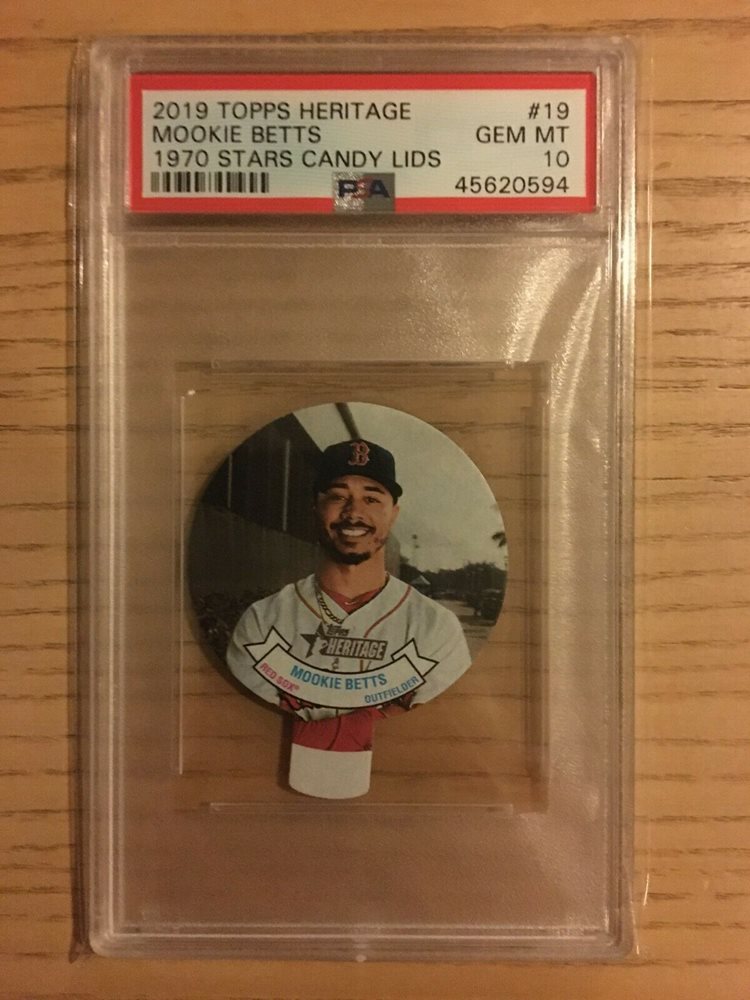 2019 TOPPS HERITAGE #19
MOOKIE BETTS GEM MT
1970 STARS CANDY LIDS 10
PSA 45620594
B
TOPPS
HERITAGE
MOOKIE BETTS
RED SOX® OUTFIELDER